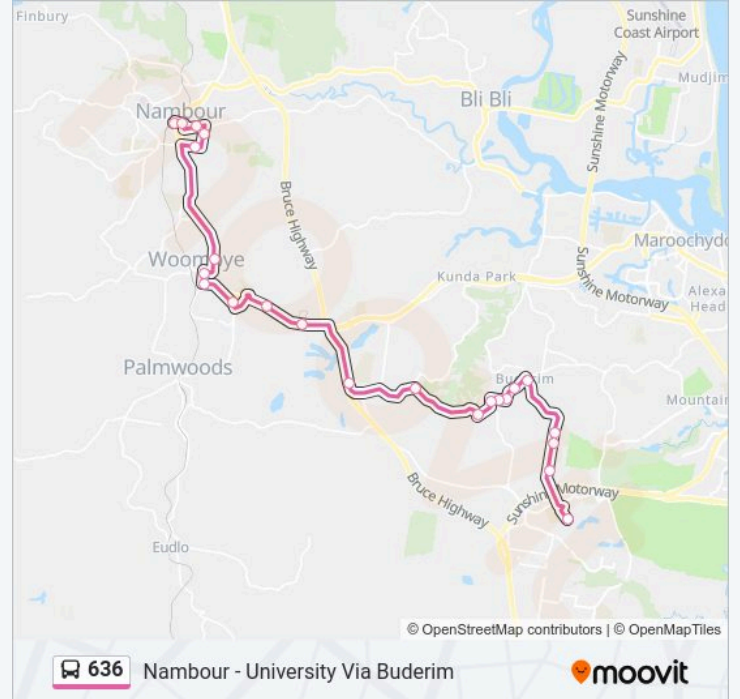 Finbury
Sunshine
Coast Airport
Mudjim
Nambour
Bli Bli
Sunshine Motorway
Bruce Highway
Maroochydo
Woombye
Kunda Park
Sunshine Motorway
Alexa
Head
Palmwoods
Buderim
Mountain
Bruce Highway
Sunshine Motorway
Eudlo
© OpenStreetMap contributors | © OpenMapTiles
636
Nambour - University Via Buderim
moovit